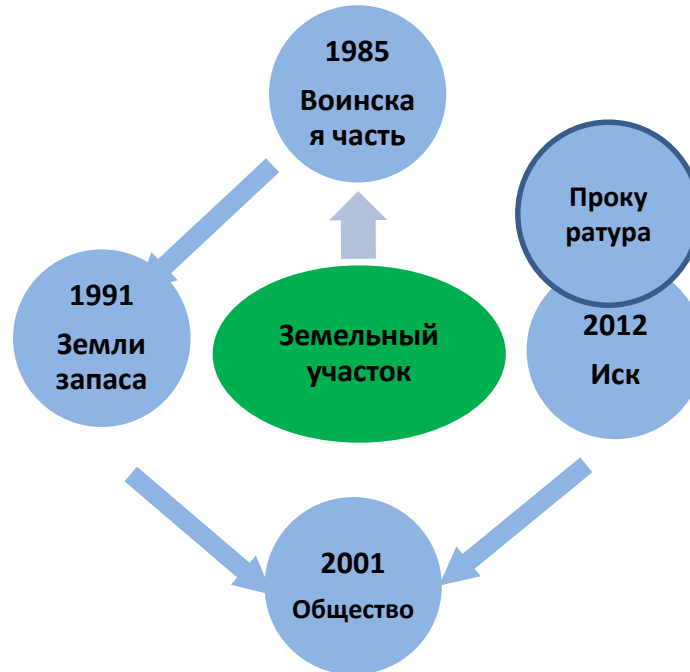 1985
Воинска
я часть
Проку
ратура
1991
Земли
запаса
Земельный
участок
2012
Иск
2001
Общество